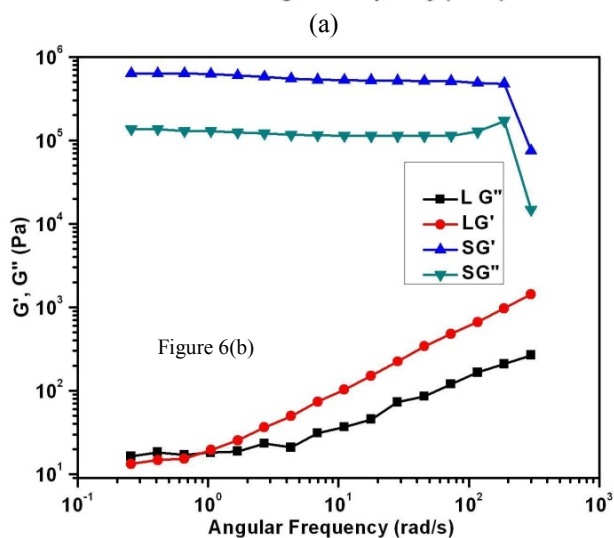 (a)
10^6
10^5
10^4
10^3
10^2
10^1
G', G" (Pa)
L G"
LG'
SG'
SG"
Figure 6(b)
10^-1
10^0
10^1
10^2
10^3
Angular Frequency (rad/s)